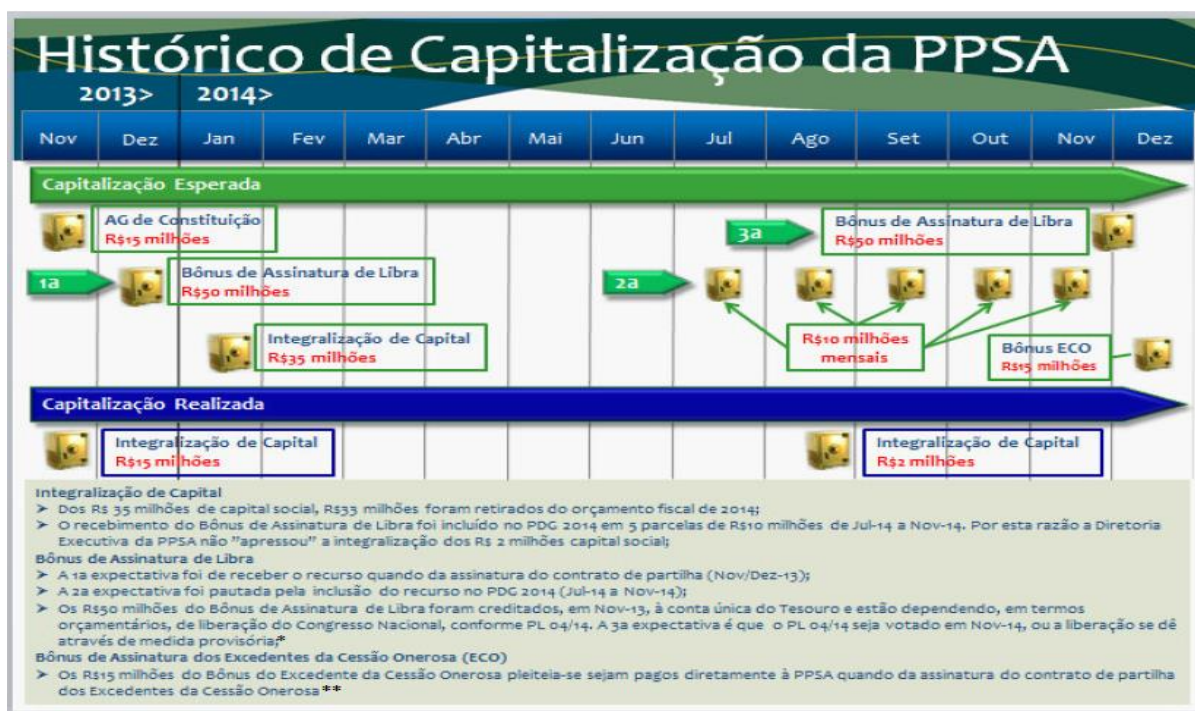 Histórico de Capitalização da PPSA
2013> 2014>
Nov Dez Jan Fev Mar Abr Mai Jun Jul Ago Set Out Nov Dez
Capitalização Esperada
AG de Constituição
R$15 milhões
3a
Bônus de Assinatura de Libra
R$50 milhões
1a
Bônus de Assinatura de Libra
R$50 milhões
2a
Integralização de Capital
R$35 milhões
R$10 milhões
mensais
Bônus ECO
R$15 milhões
Capitalização Realizada
Integralização de Capital
R$15 milhões
Integralização de Capital
R$2 milhões
Integralização de Capital
➢ Dos R$ 35 milhões de capital social, R$33 milhões foram retirados do orçamento fiscal de 2014;
➢ O recebimento do Bônus de Assinatura de Libra foi incluído no PDG 2014 em 5 parcelas de R$10 milhões de Jul-14 a Nov-14. Por esta razão a Diretoria
Executiva da PPSA não "apressou" a integralização dos R$ 2 milhões capital social;
Bônus de Assinatura de Libra
➢ A 1a expectativa foi de receber o recurso quando da assinatura do contrato de partilha (Nov/Dez-13);
➢ A 2a expectativa foi pautada pela inclusão do recurso no PDG 2014 (Jul-14 a Nov-14);
➢ Os R$50 milhões do Bônus de Assinatura de Libra foram creditados, em Nov-13, à conta única do Tesouro e estão dependendo, em termos
orçamentários, de liberação do Congresso Nacional, conforme PL 04/14. A 3a expectativa é que o PL 04/14 seja votado em Nov-14, ou a liberação se dê
através de medida provisória;*
Bônus de Assinatura dos Excedentes da Cessão Onerosa (ECO)
➢ Os R$15 milhões do Bônus do Excedente da Cessão Onerosa pleiteia-se sejam pagos diretamente à PPSA quando da assinatura do contrato de partilha
dos Excedentes da Cessão Onerosa**